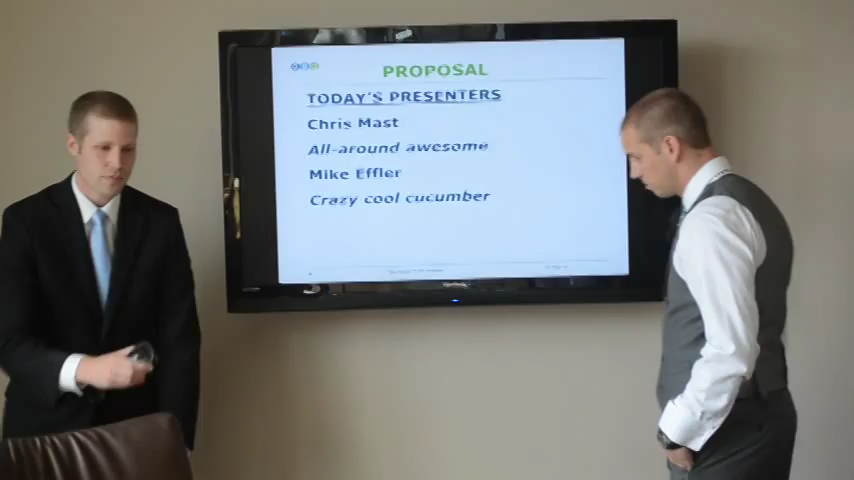 PROPOSAL
TODAY'S PRESENTERS
Chris Mast
All-around awesome
Mike Effler
Crazy cool cucumber